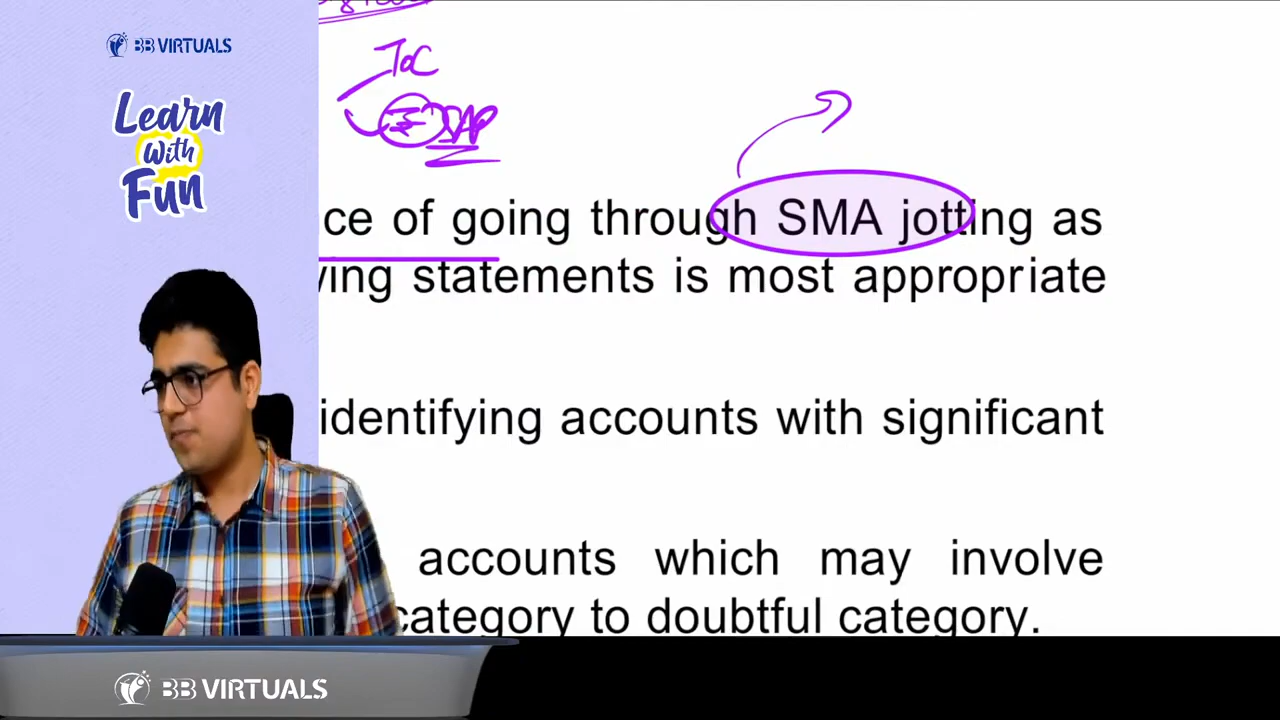 BB VIRTUALS
Learn
With
Fun
ToC
SAP
ce of going through SMA jotting as
ving statements is most appropriate
identifying accounts with significant
accounts which may involve
category to doubtful category.
BB VIRTUALS